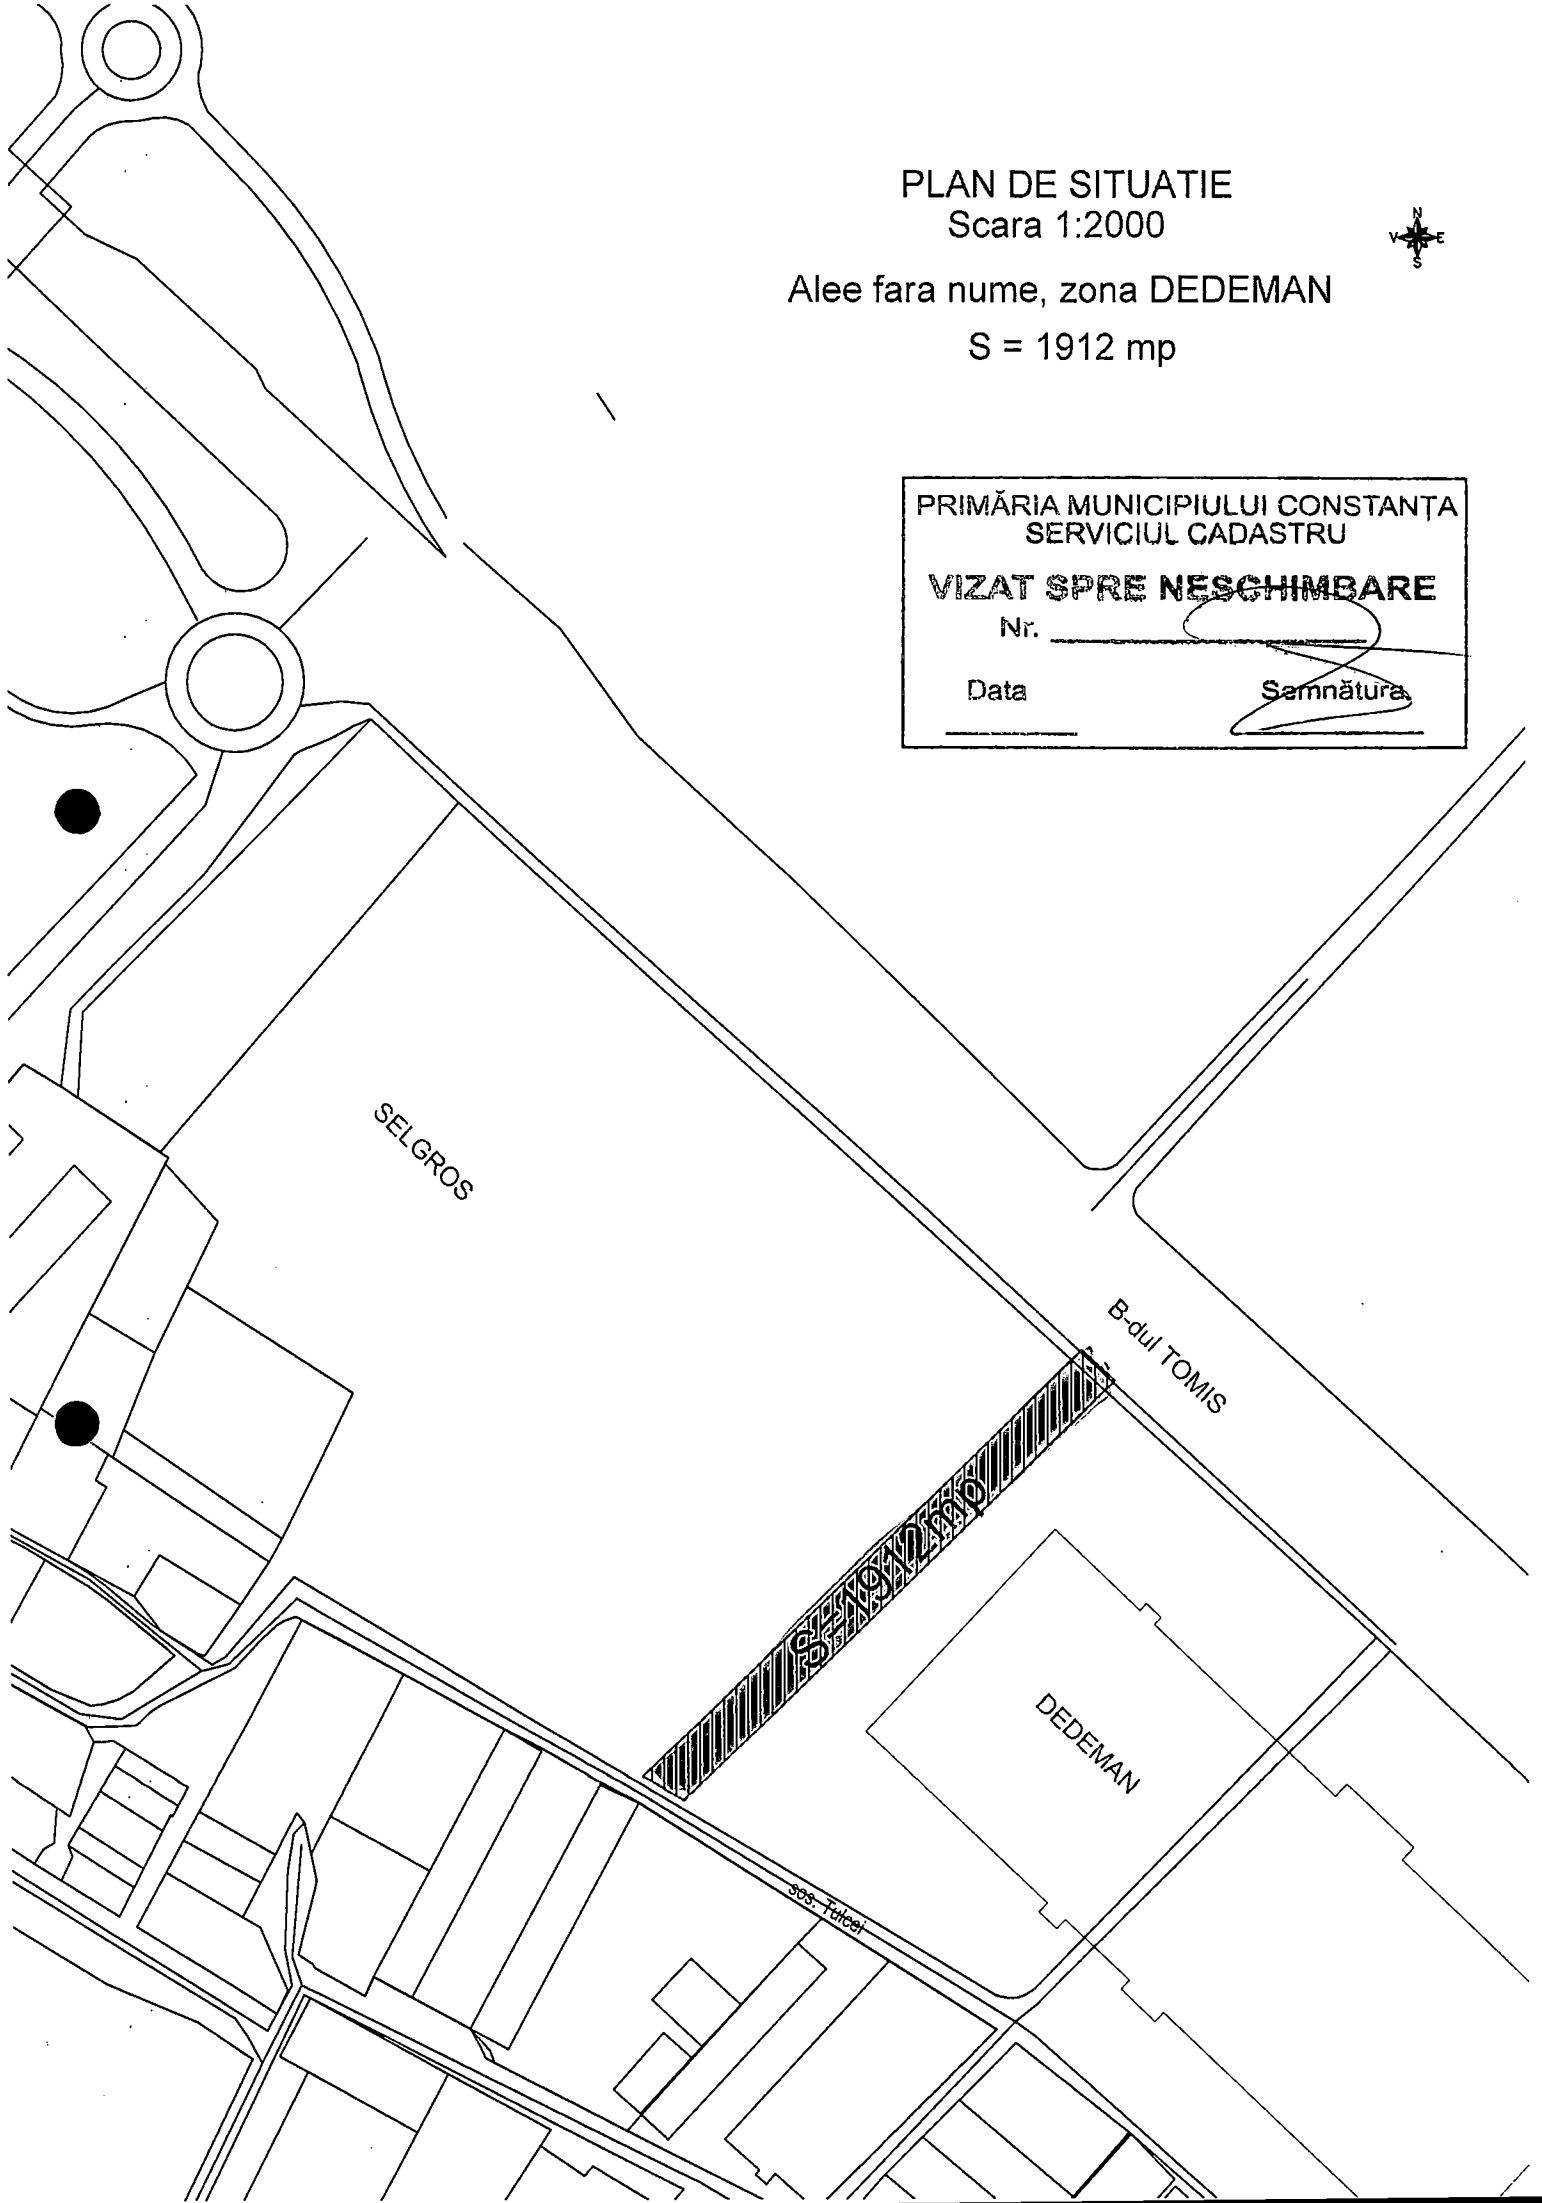 PLAN DE SITUATIE
Scara 1:2000
N
V E
S
Alee fara nume, zona DEDEMAN
S = 1912 mp
PRIMĂRIA MUNICIPIULUI CONSTANȚA
SERVICIUL CADASTRU
VIZAT SPRE NESCHIMBARE
Nr.
Data Semnătura
SELGROS
B-dul TOMIS
S=1912mp
DEDEMAN
sos. Tulcei